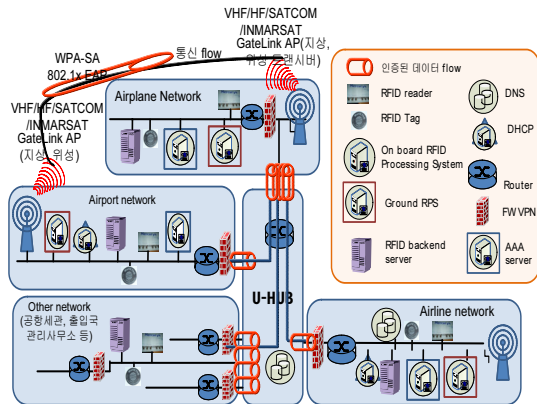 VHF/HF/SATCOM
/INMARSAT
GateLink AP(지상,
위성 트랜시버)
통신 flow
WPA-SA
802.1x EAP
VHF/HF/SATCOM
/INMARSAT
GateLink AP
(지상,위성)
Airplane Network
Airport network
Other network
(공항세관, 출입국
관리사무소 등)
U-HUB
Airline network
인증된 데이터 flow
RFID reader
RFID Tag
On board RFID
Processing System
Ground RPS
RFID backend
server
DNS
DHCP
Router
FW VPN
AAA
server